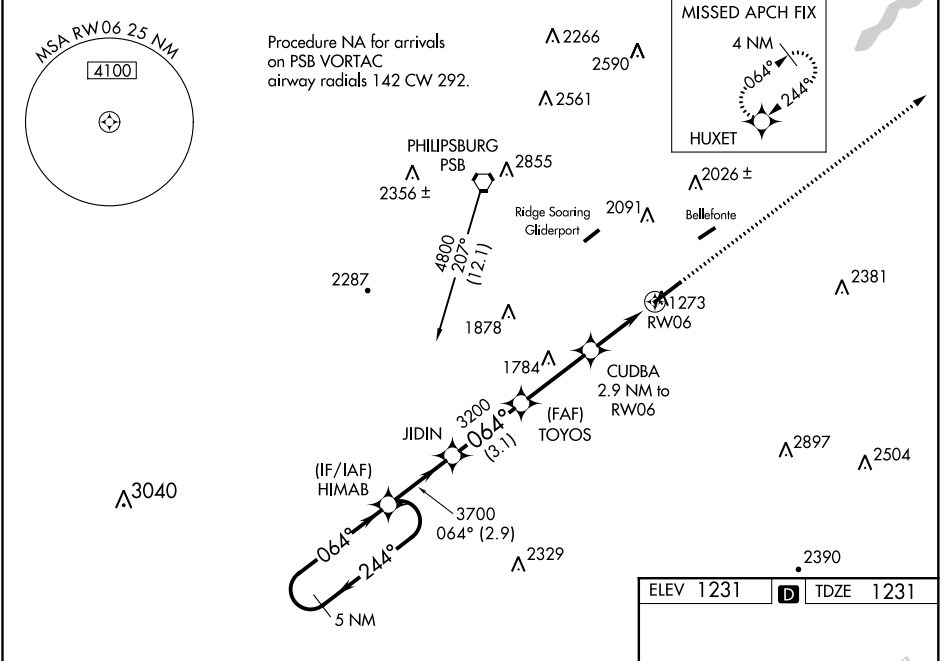 MSA RW06 25 NM
4100
Procedure NA for arrivals
on PSB VORTAC
airway radials 142 CW 292.
2266
2590
2561
MISSED APCH FIX
4 NM
064°
244°
HUXET
PHILIPSBURG
PSB
2855
2356 ±
2026 ±
Ridge Soaring
Gliderport
2091
Bellefonte
4800
207°
(12.1)
2287
2381
1878
1273
RW06
1784
CUDBA
2.9 NM to
RW06
3200
064°
(3.1)
(FAF)
TOYOS
JIDIN
(IF/IAF)
HIMAB
2897
2504
3040
3700
064° (2.9)
064°
244°
2329
2390
5 NM
ELEV 1231
D
TDZE 1231